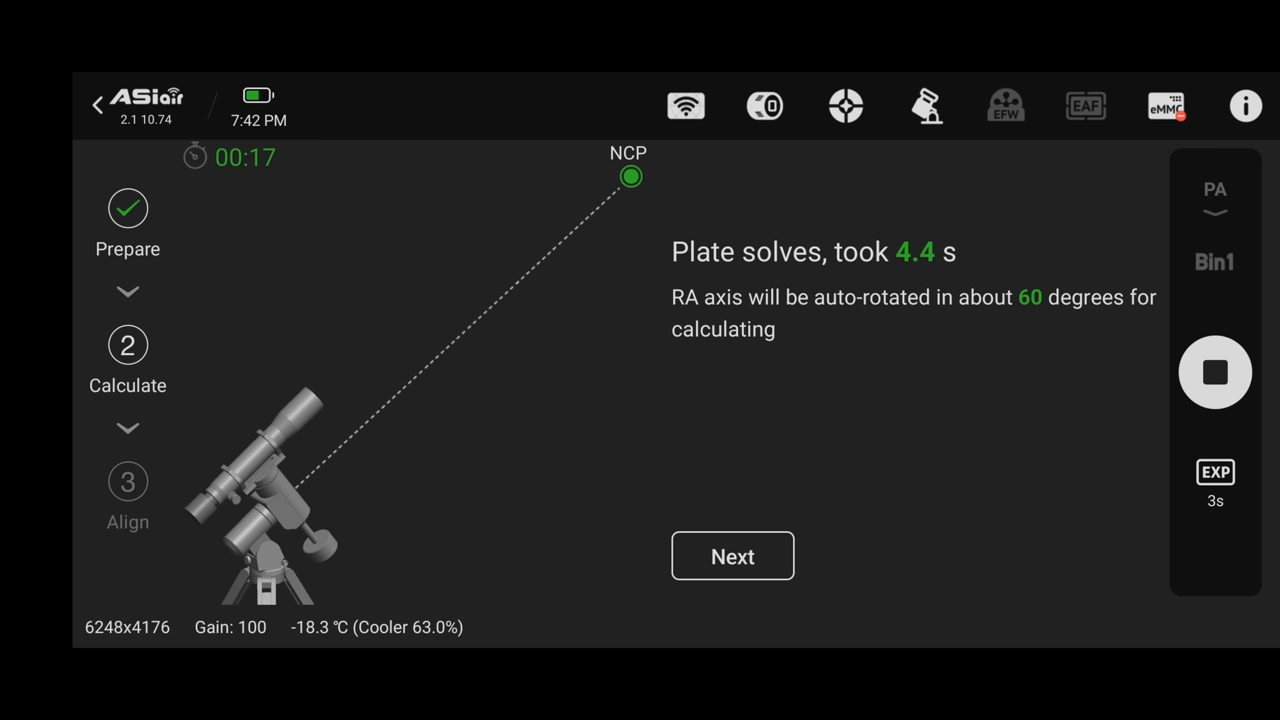 ASiair
2.1 10.74
7:42 PM
EFW
EAF
eMMC
00:17
NCP
Prepare
2
Calculate
3
Align
Plate solves, took 4.4 s
RA axis will be auto-rotated in about 60 degrees for
calculating
Next
PA
Bin1
EXP
3s
6248x4176 Gain: 100 -18.3 ℃ (Cooler 63.0%)